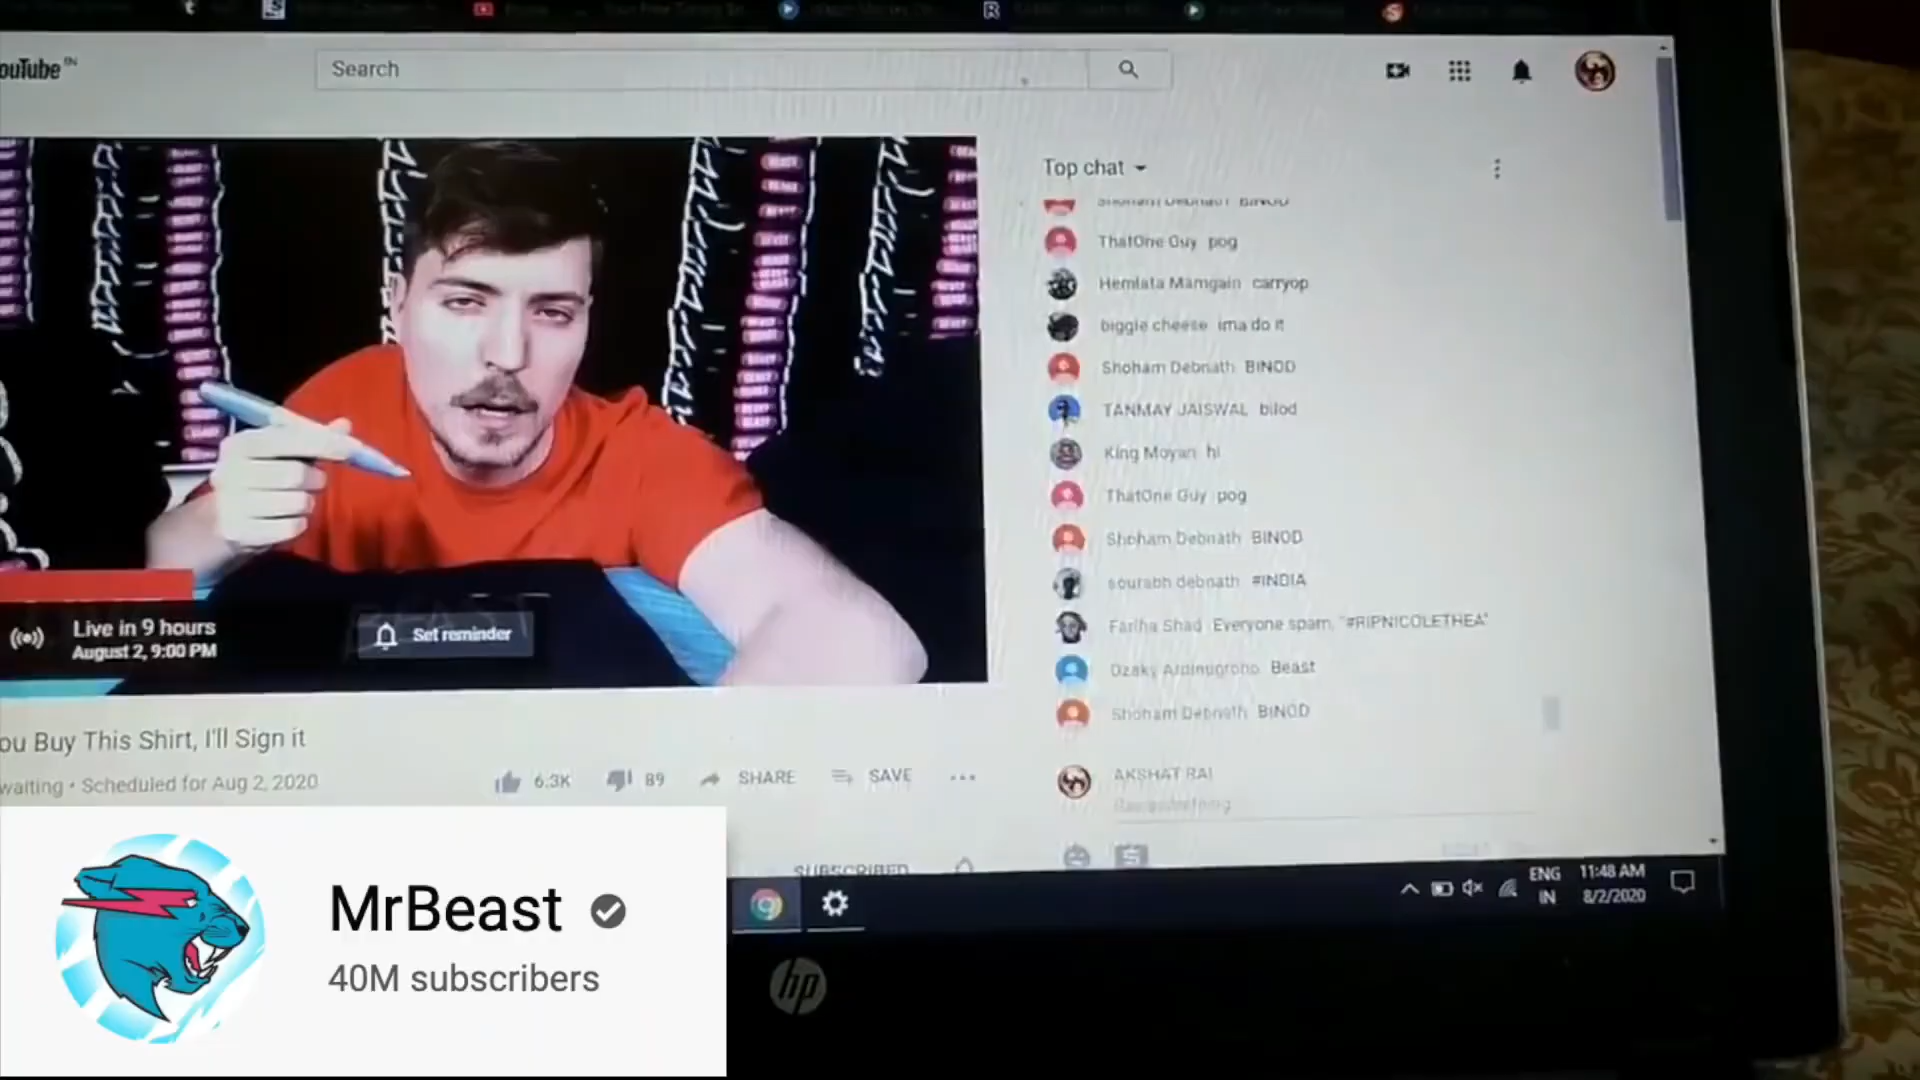 ouTube IN
Search
Top chat
Shoham Debnath BINOD
ThatOne Guy pog
Hemlata Mamgain carryop
biggie cheese ima do it
Shoham Debnath BINOD
TANMAY JAISWAL bilod
King Moyan hi
ThatOne Guy pog
Shoham Debnath BINOD
sourabh debnath #INDIA
Fariha Shad Everyone spam, "#RIPNICOLETHEA"
Dzaky Ardinugroho Beast
Shoham Debnath BINOD
AKSHAT RAI
Live in 9 hours
August 2, 9:00 PM
Set reminder
ou Buy This Shirt, I'll Sign it
waiting • Scheduled for Aug 2, 2020
6.3K 89 SHARE SAVE
SUBSCRIBED
MrBeast
40M subscribers
ENG
IN
11:48 AM
8/2/2020
hp